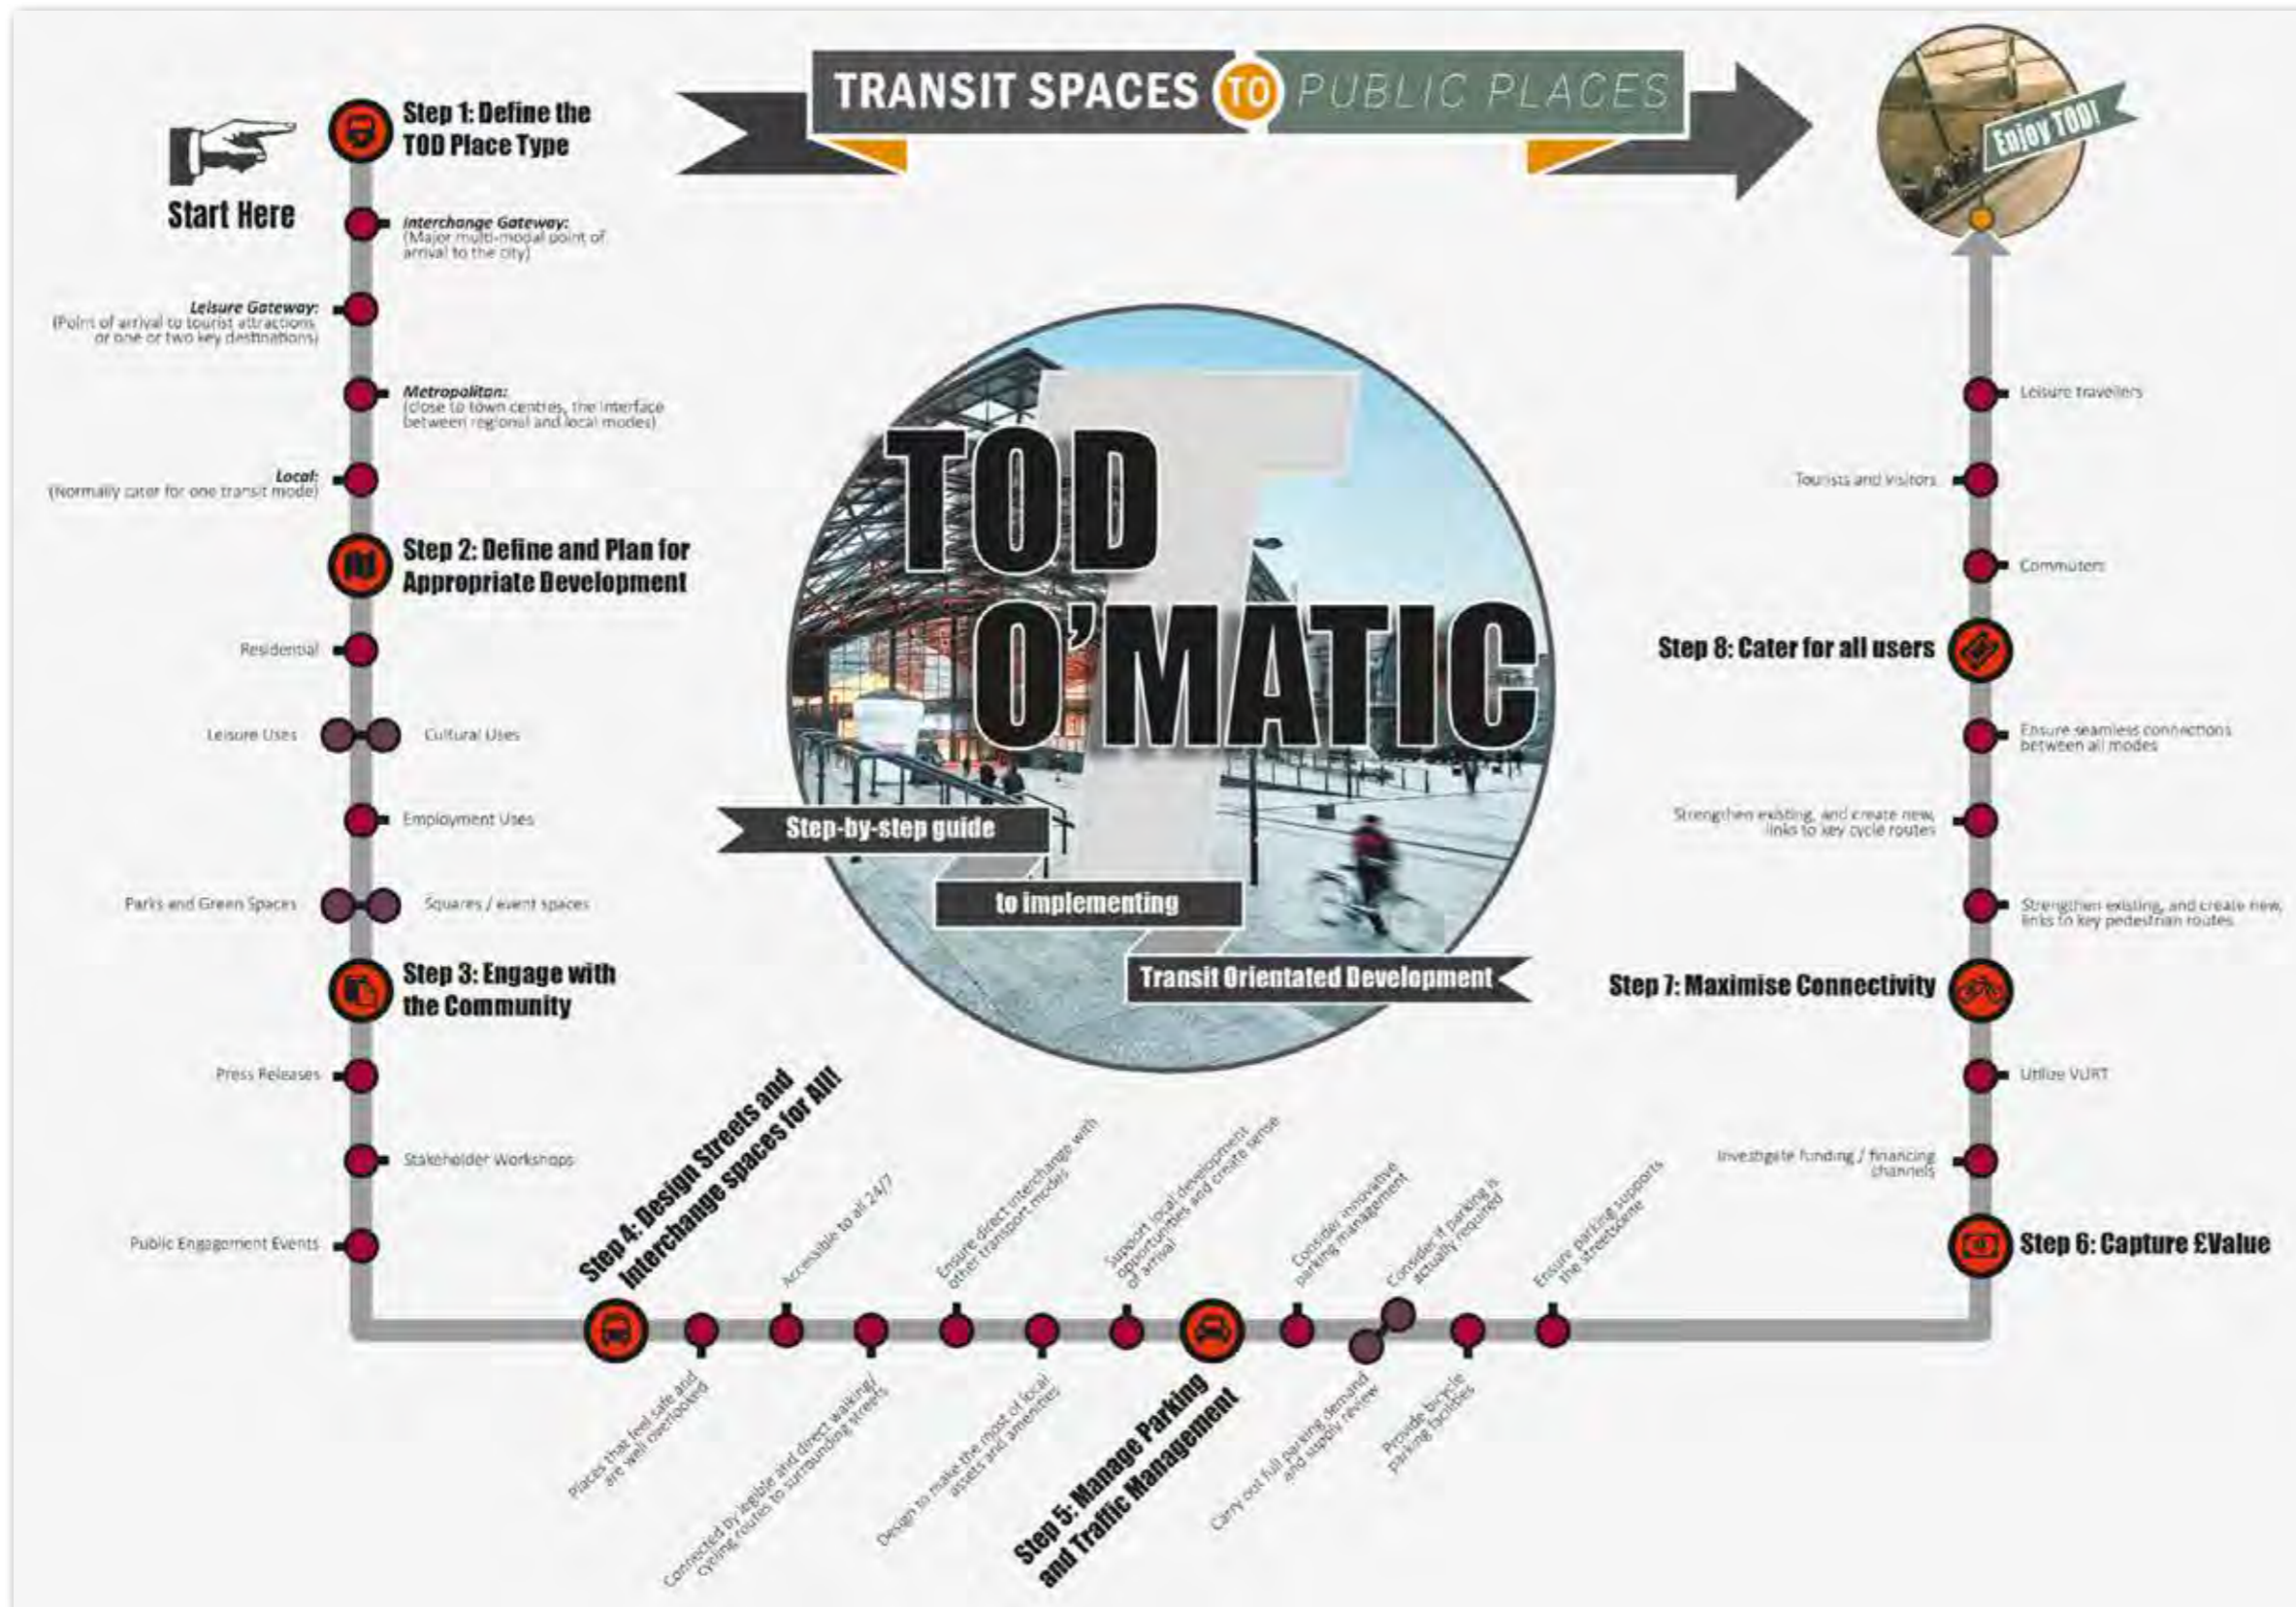 TRANSIT SPACES TO PUBLIC PLACES
Enjoy TOD!
Start Here
Step 1: Define the
TOD Place Type
Interchange Gateway:
(Major multi-modal point of
arrival to the city)
Leisure Gateway:
(Point of arrival to tourist attractions
or one or two key destinations)
Metropolitan:
(close to town centres, the interface
between regional and local modes)
Local:
(Normally cater for one transit mode)
Step 2: Define and Plan for
Appropriate Development
Residential
Leisure Uses
Cultural Uses
Employment Uses
Parks and Green Spaces
Squares / event spaces
Step 3: Engage with
the Community
Press Releases
Stakeholder Workshops
Public Engagement Events
TOD
O'MATIC
Step-by-step guide
to implementing
Transit Orientated Development
Step 4: Design Streets and
Interchange spaces for All!
Places that feel safe and
are well overlooked
Accessible to all 24/7
Connected by legible and direct walking/
cycling routes to surrounding streets
Ensure direct interchange with
other transport modes
Design to make the most of local
assets and amenities
Support local development
opportunities and create sense
of arrival
Step 5: Manage Parking
and Traffic Management
Consider innovative
parking management
Carry out full parking demand
and supply review
Consider if parking is
actually required
Provide bicycle
parking facilities
Ensure parking supports
the streetscene
Step 6: Capture £Value
Investigate funding / financing
channels
Utilize VURT
Step 7: Maximise Connectivity
Strengthen existing, and create new,
links to key pedestrian routes
Strengthen existing, and create new,
links to key cycle routes
Ensure seamless connections
between all modes
Step 8: Cater for all users
Commuters
Tourists and visitors
Leisure travellers